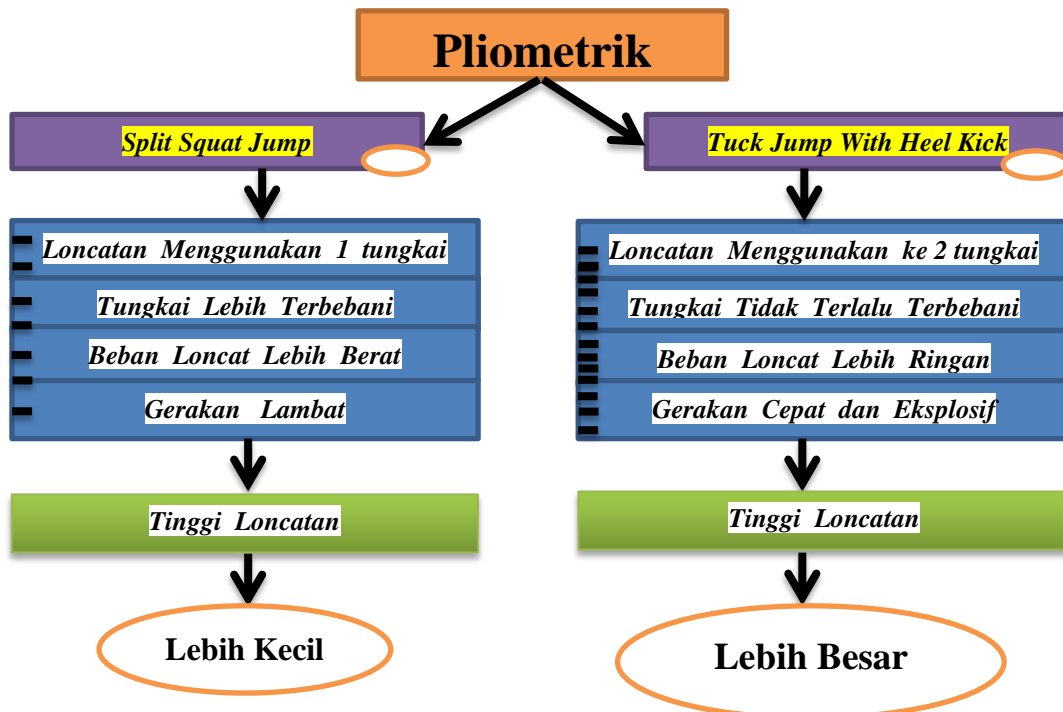 Pliometrik
Split Squat Jump
Loncatan Menggunakan 1 tungkai
Tungkai Lebih Terbebani
Beban Loncat Lebih Berat
Gerakan Lambat
Tinggi Loncatan
Lebih Kecil
Tuck Jump With Heel Kick
Loncatan Menggunakan ke 2 tungkai
Tungkai Tidak Terlalu Terbebani
Beban Loncat Lebih Ringan
Gerakan Cepat dan Eksplosif
Tinggi Loncatan
Lebih Besar